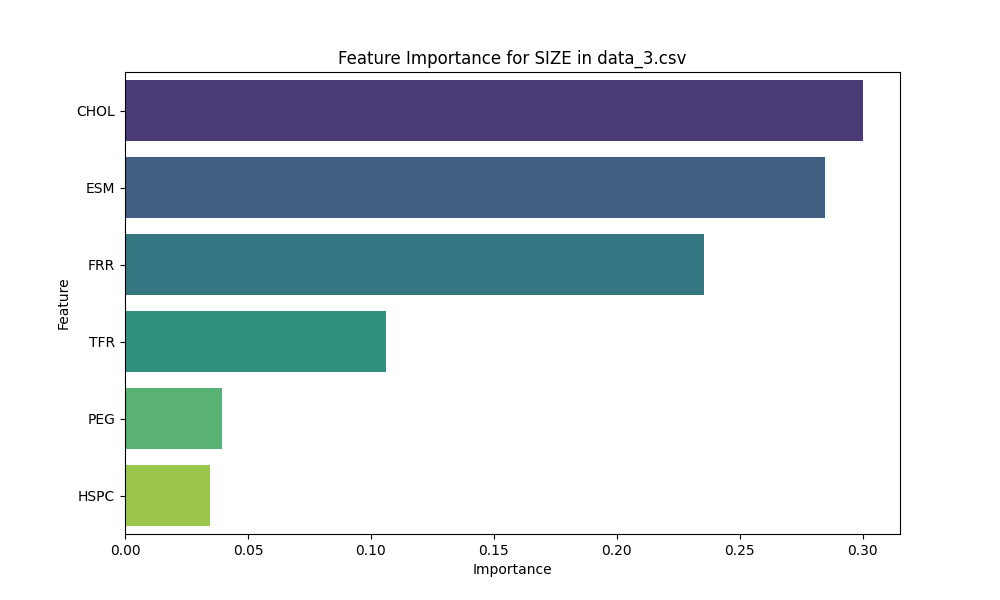 Feature Importance for SIZE in data_3.csv
CHOL
ESM
FRR
TFR
PEG
HSPC
Feature
0.00 0.05 0.10 0.15 0.20 0.25 0.30
Importance